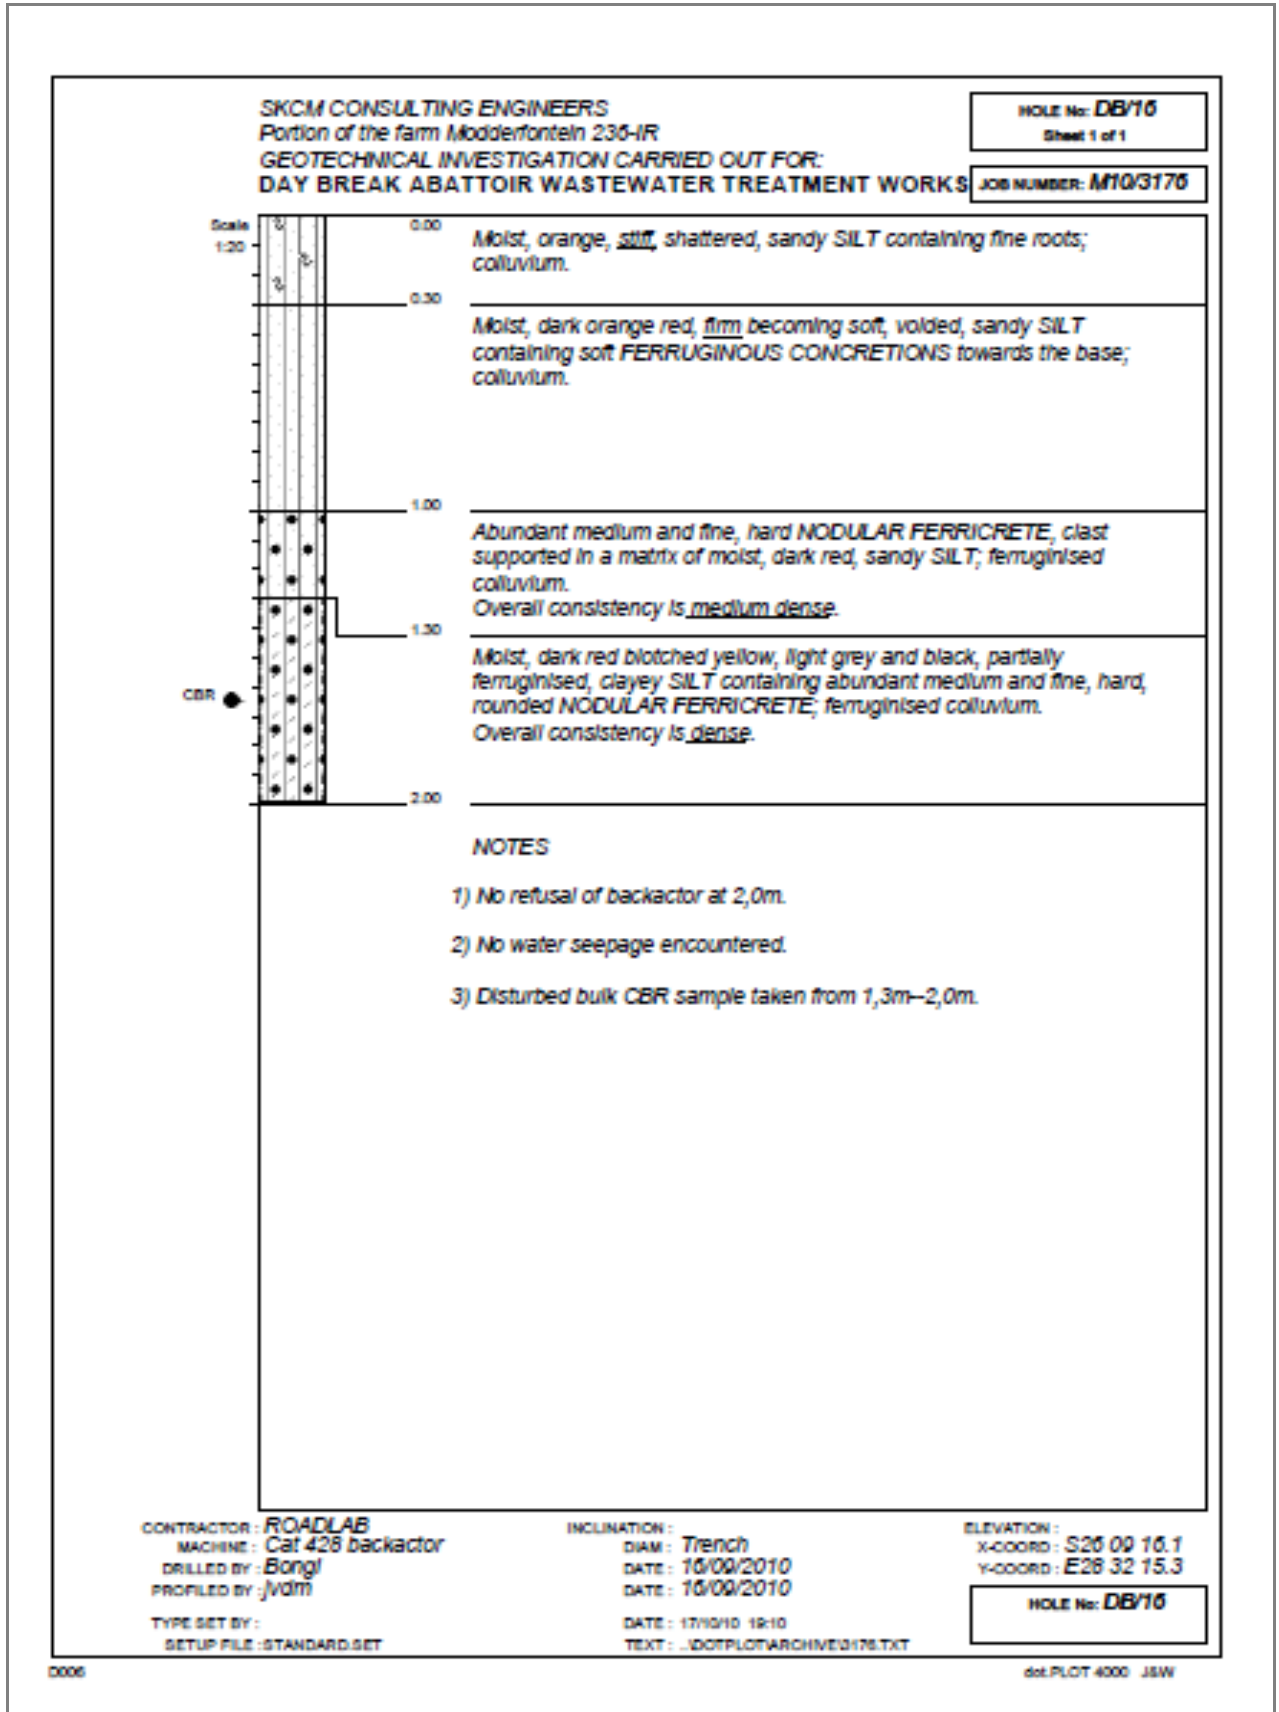 SKCM CONSULTING ENGINEERS
Portion of the farm Modderfontein 236-IR
GEOTECHNICAL INVESTIGATION CARRIED OUT FOR:
DAY BREAK ABATTOIR WASTEWATER TREATMENT WORKS
HOLE No: DB/16
Sheet 1 of 1
JOB NUMBER: M10/3176
Scale
1:20
0.00
Moist, orange, stiff, shattered, sandy SILT containing fine roots;
colluvium.
0.30
Moist, dark orange red, firm becoming soft, voided, sandy SILT
containing soft FERRUGINOUS CONCRETIONS towards the base;
colluvium.
1.00
Abundant medium and fine, hard NODULAR FERRICRETE, clast
supported in a matrix of moist, dark red, sandy SILT; ferruginised
colluvium.
Overall consistency is medium dense.
1.30
Moist, dark red blotched yellow, light grey and black, partially
ferruginised, clayey SILT containing abundant medium and fine, hard,
rounded NODULAR FERRICRETE; ferruginised colluvium.
Overall consistency is dense.
CBR
2.00
NOTES
1) No refusal of backactor at 2,0m.
2) No water seepage encountered.
3) Disturbed bulk CBR sample taken from 1,3m--2,0m.
CONTRACTOR : ROADLAB
MACHINE : Cat 428 backactor
DRILLED BY : Bongi
PROFILED BY : jvdm
TYPE SET BY :
SETUP FILE : STANDARD.SET
INCLINATION :
DIAM : Trench
DATE : 16/09/2010
DATE : 16/09/2010
DATE : 17/10/10 19:10
TEXT : ..\DOTPLOT\ARCHIVE\3176.TXT
ELEVATION :
X-COORD : S26 09 16.1
Y-COORD : E28 32 15.3
HOLE No: DB/16
D006
dot.PLOT 4000 J&W